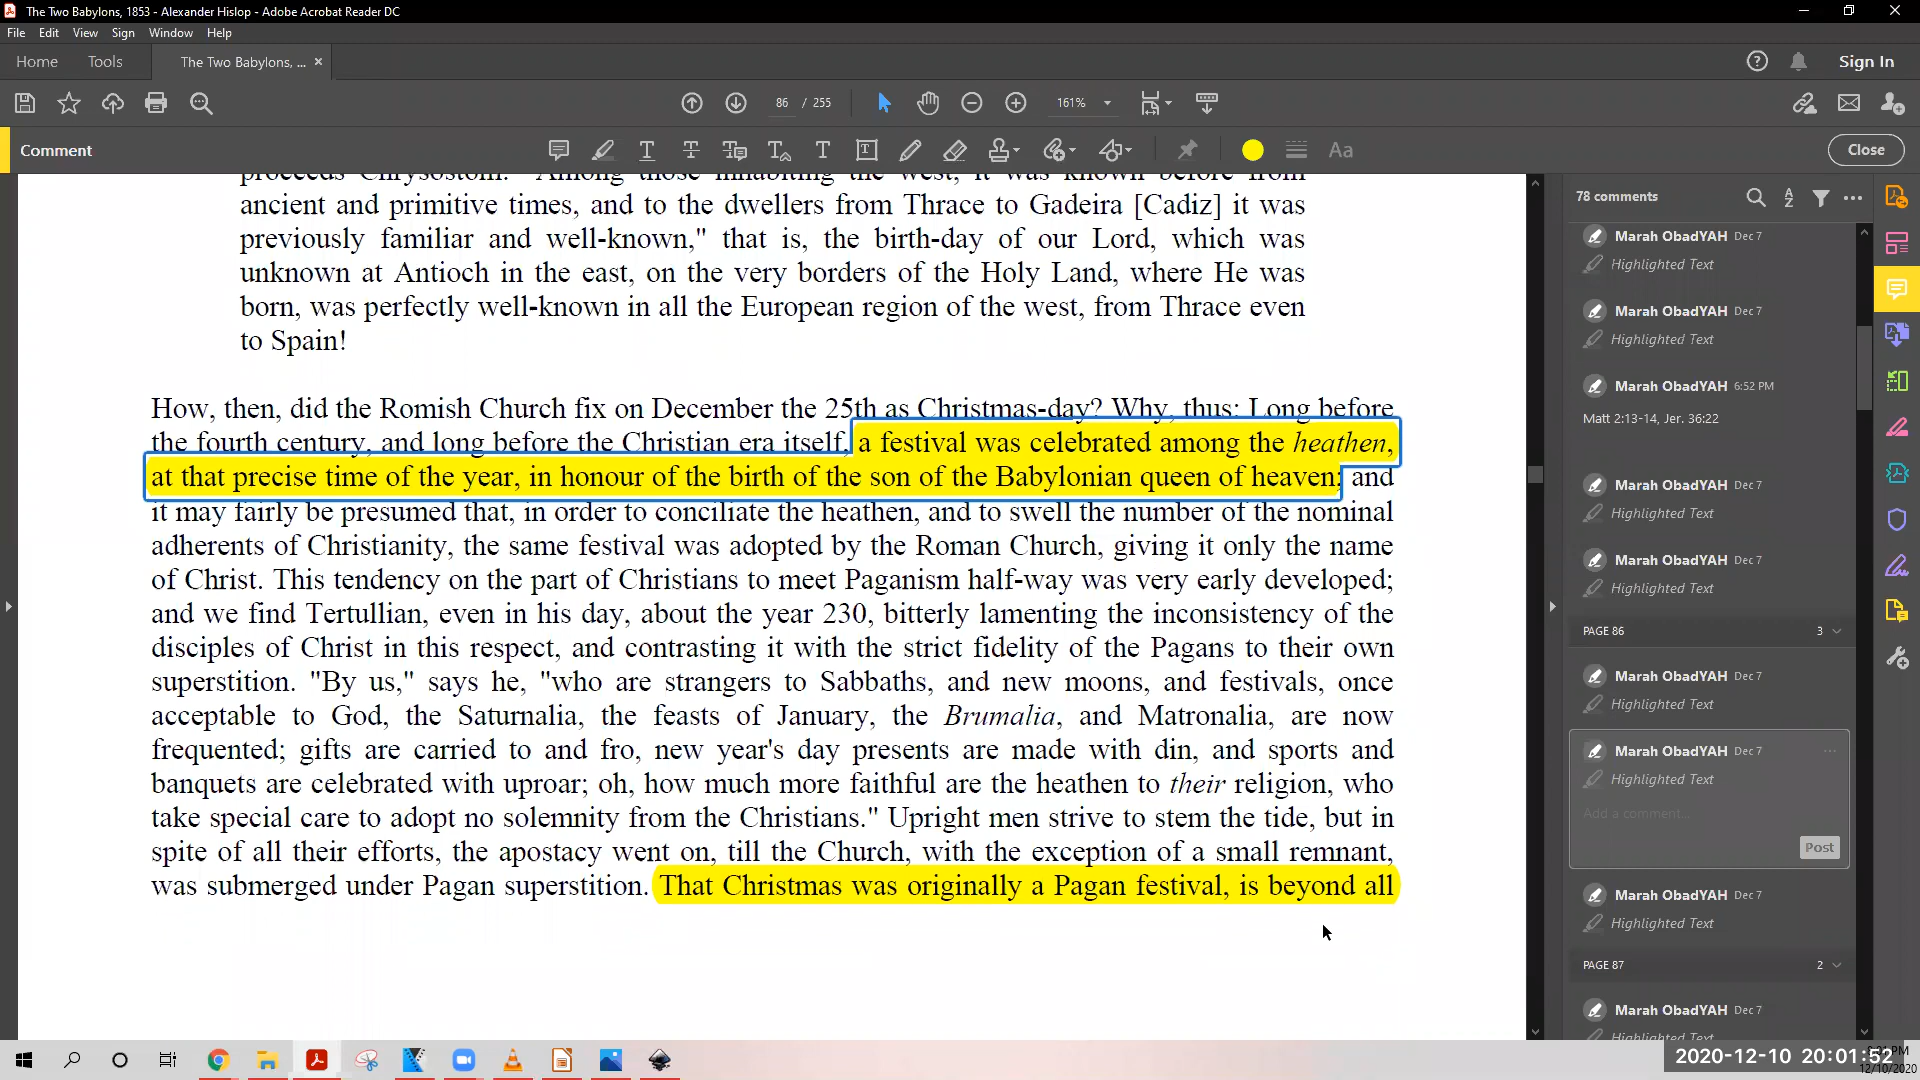 The Two Babylons, 1853 - Alexander Hislop - Adobe Acrobat Reader DC
File Edit View Sign Window Help
Home Tools The Two Babylons, ... × Sign In
86 / 255 161%
Comment Close
proceeds Chrysostom. "Among those inhabiting the west, it was known before from
ancient and primitive times, and to the dwellers from Thrace to Gadeira [Cadiz] it was
previously familiar and well-known," that is, the birth-day of our Lord, which was
unknown at Antioch in the east, on the very borders of the Holy Land, where He was
born, was perfectly well-known in all the European region of the west, from Thrace even
to Spain!
How, then, did the Romish Church fix on December the 25th as Christmas-day? Why, thus: Long before
the fourth century, and long before the Christian era itself, a festival was celebrated among the heathen,
at that precise time of the year, in honour of the birth of the son of the Babylonian queen of heaven; and
it may fairly be presumed that, in order to conciliate the heathen, and to swell the number of the nominal
adherents of Christianity, the same festival was adopted by the Roman Church, giving it only the name
of Christ. This tendency on the part of Christians to meet Paganism half-way was very early developed;
and we find Tertullian, even in his day, about the year 230, bitterly lamenting the inconsistency of the
disciples of Christ in this respect, and contrasting it with the strict fidelity of the Pagans to their own
superstition. "By us," says he, "who are strangers to Sabbaths, and new moons, and festivals, once
acceptable to God, the Saturnalia, the feasts of January, the Brumalia, and Matronalia, are now
frequented; gifts are carried to and fro, new year's day presents are made with din, and sports and
banquets are celebrated with uproar; oh, how much more faithful are the heathen to their religion, who
take special care to adopt no solemnity from the Christians." Upright men strive to stem the tide, but in
spite of all their efforts, the apostacy went on, till the Church, with the exception of a small remnant,
was submerged under Pagan superstition. That Christmas was originally a Pagan festival, is beyond all
78 comments
Marah ObadYAH Dec 7
Highlighted Text
Marah ObadYAH Dec 7
Highlighted Text
Marah ObadYAH 6:52 PM
Matt 2:13-14, Jer. 36:22
Marah ObadYAH Dec 7
Highlighted Text
Marah ObadYAH Dec 7
Highlighted Text
PAGE 86 3
Marah ObadYAH Dec 7
Highlighted Text
Marah ObadYAH Dec 7
Highlighted Text
Add a comment...
Post
Marah ObadYAH Dec 7
Highlighted Text
PAGE 87 2
Marah ObadYAH Dec 7
Highlighted Text
2020-12-10 20:01:52
12/10/2020